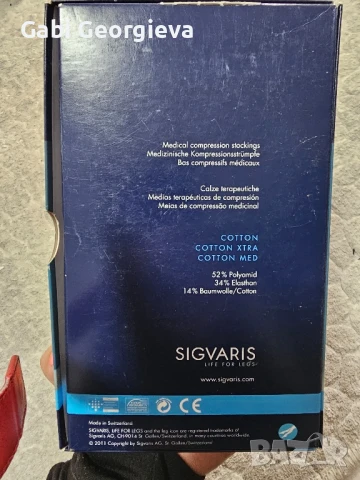 Gabi Georgieva
Medical compression stockings
Medizinische Kompressionsstrümpfe
Bas compressifs médicaux
Calze terapeutiche
Medias terapéuticas de compresión
Meias de compressão medicinal
COTTON
COTTON XTRA
COTTON MED
52% Polyamid
34% Elasthan
14% Baumwolle/Cotton
SIGVARIS
LIFE FOR LEGS
www.sigvaris.com
Made in Switzerland
SIGVARIS, LIFE FOR LEGS and the leg icon are registered trademarks of
Sigvaris AG, CH-9014 St. Gallen/Switzerland, in many countries worldwide
© 2011 Copyright by Sigvaris AG, St. Gallen/Switzerland
bazar